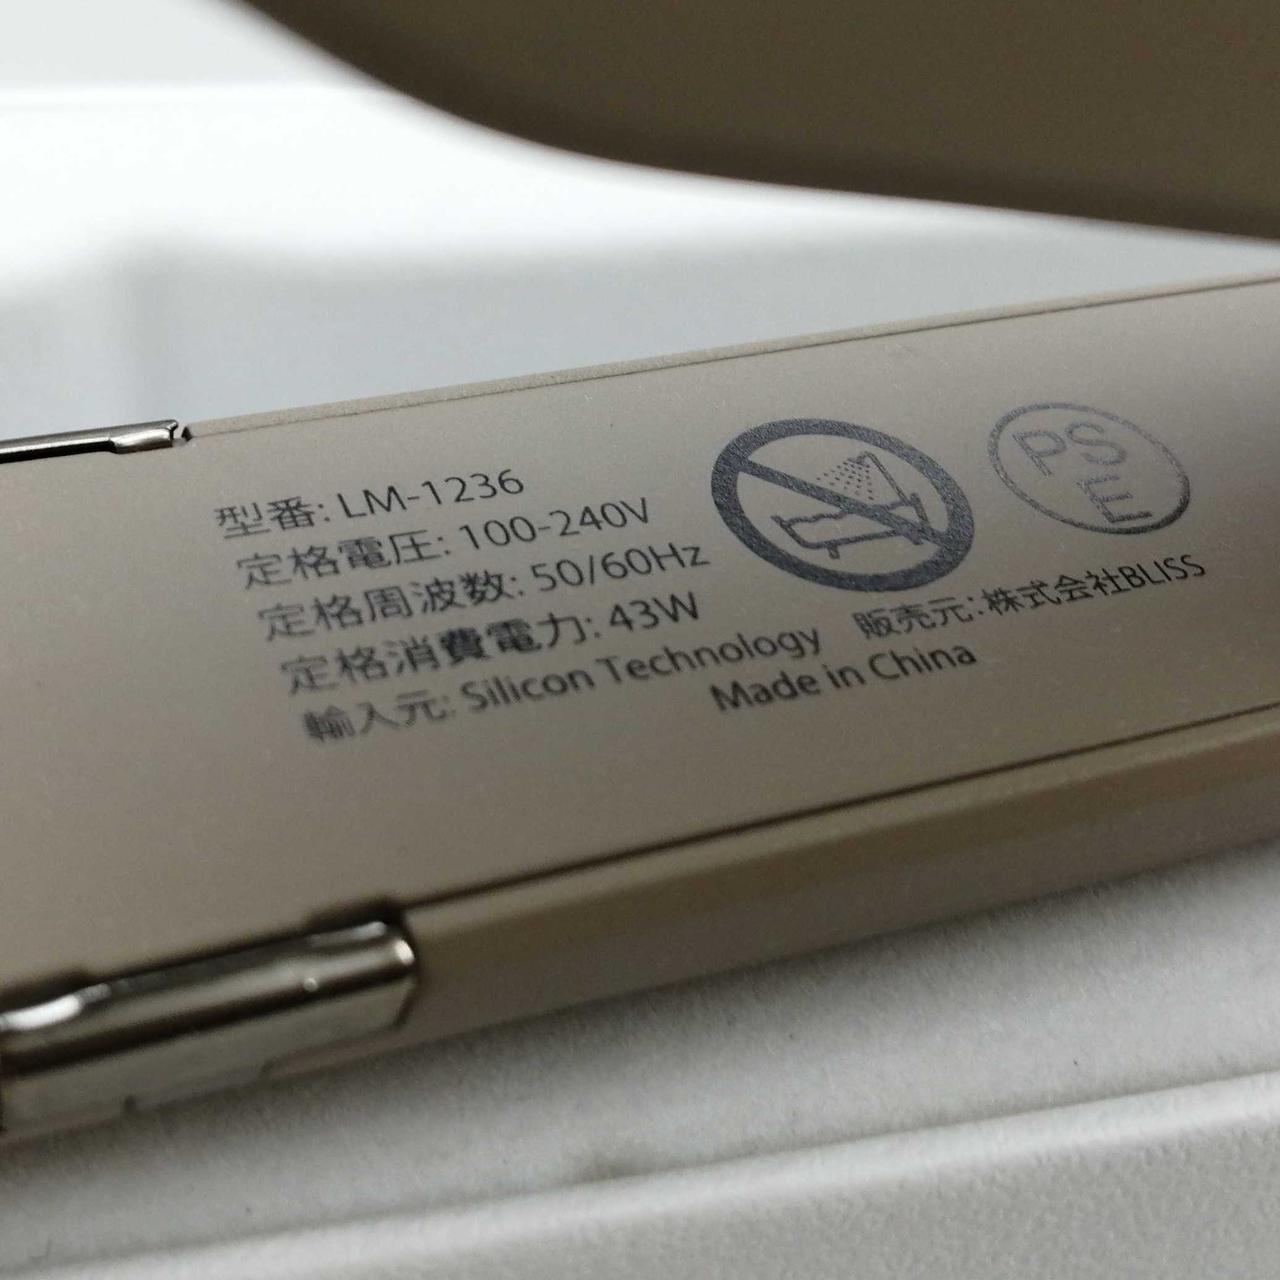 型番: LM-1236
定格電圧: 100-240V
定格周波数: 50/60Hz
定格消費電力: 43W
輸入元: Silicon Technology
販売元:株式会社BLISS
Made in China
PS
E